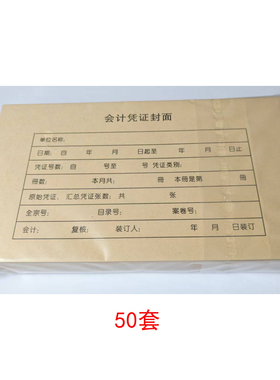 会计凭证封面
单位名称:
日期: 自 年 月 日起至 年 月 日止
凭证号数: 自 号至 号 凭证类别:
册数: 本月共: 册 本册是第 册
原始凭证、汇总凭证张数: 共 张
全宗号: 目录号: 案卷号:
会计: 复核: 装订人: 年 月 日装订
50套